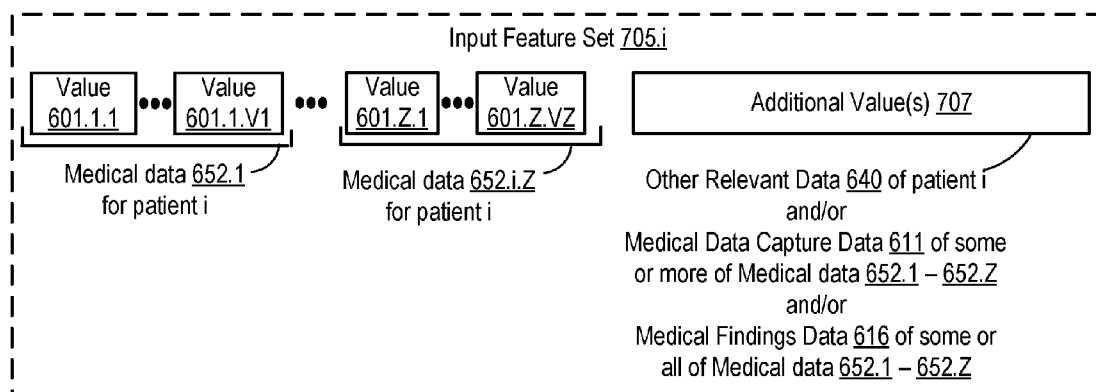 Input Feature Set 705.i
Value 601.1.1
Value 601.1.V1
Value 601.Z.1
Value 601.Z.VZ
Additional Value(s) 707
Medical data 652.1
for patient i
Medical data 652.i.Z
for patient i
Other Relevant Data 640 of patient i
and/or
Medical Data Capture Data 611 of some
or more of Medical data 652.1 – 652.Z
and/or
Medical Findings Data 616 of some or
all of Medical data 652.1 – 652.Z